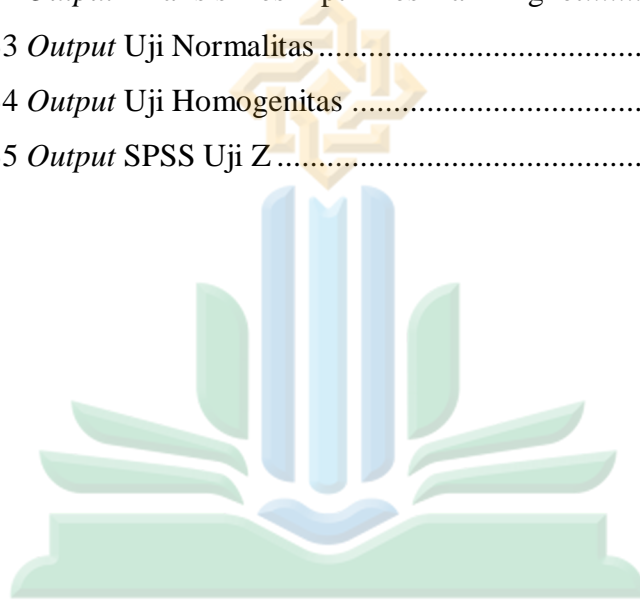 3 Output Uji Normalitas........................................
4 Output Uji Homogenitas ...................................
5 Output SPSS Uji Z.............................................